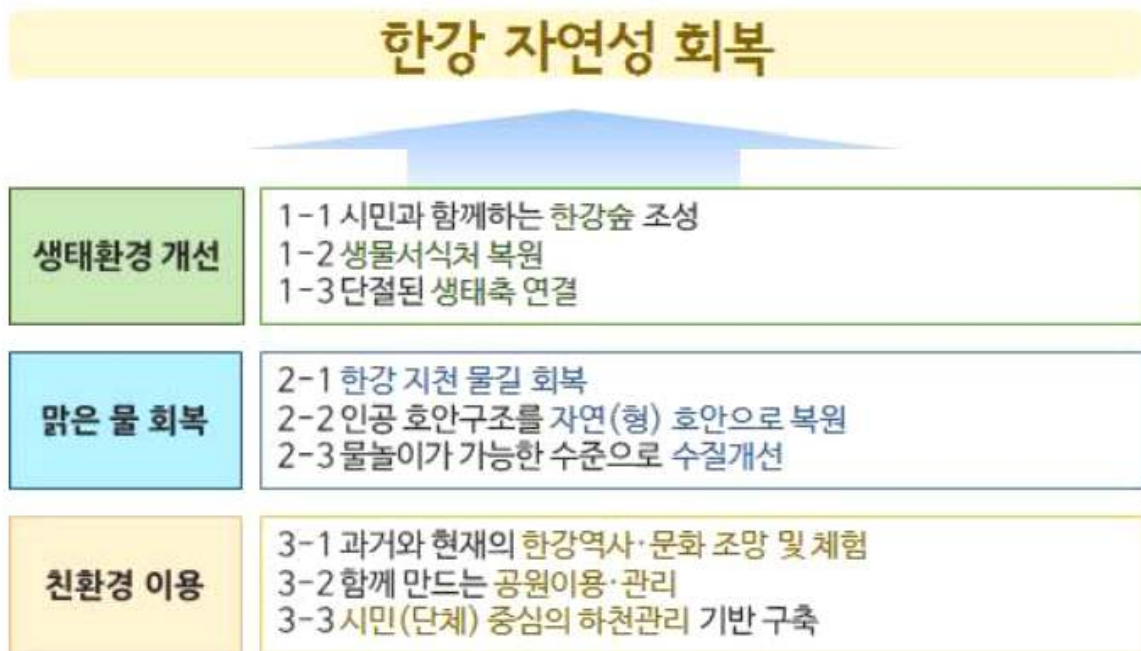 한강 자연성 회복
생태환경 개선
1-1 시민과 함께하는 한강숲 조성
1-2 생물서식처 복원
1-3 단절된 생태축 연결
맑은 물 회복
2-1 한강 지천 물길 회복
2-2 인공 호안구조를 자연(형) 호안으로 복원
2-3 물놀이가 가능한 수준으로 수질개선
친환경 이용
3-1 과거와 현재의 한강역사·문화 조망 및 체험
3-2 함께 만드는 공원이용·관리
3-3 시민(단체) 중심의 하천관리 기반 구축